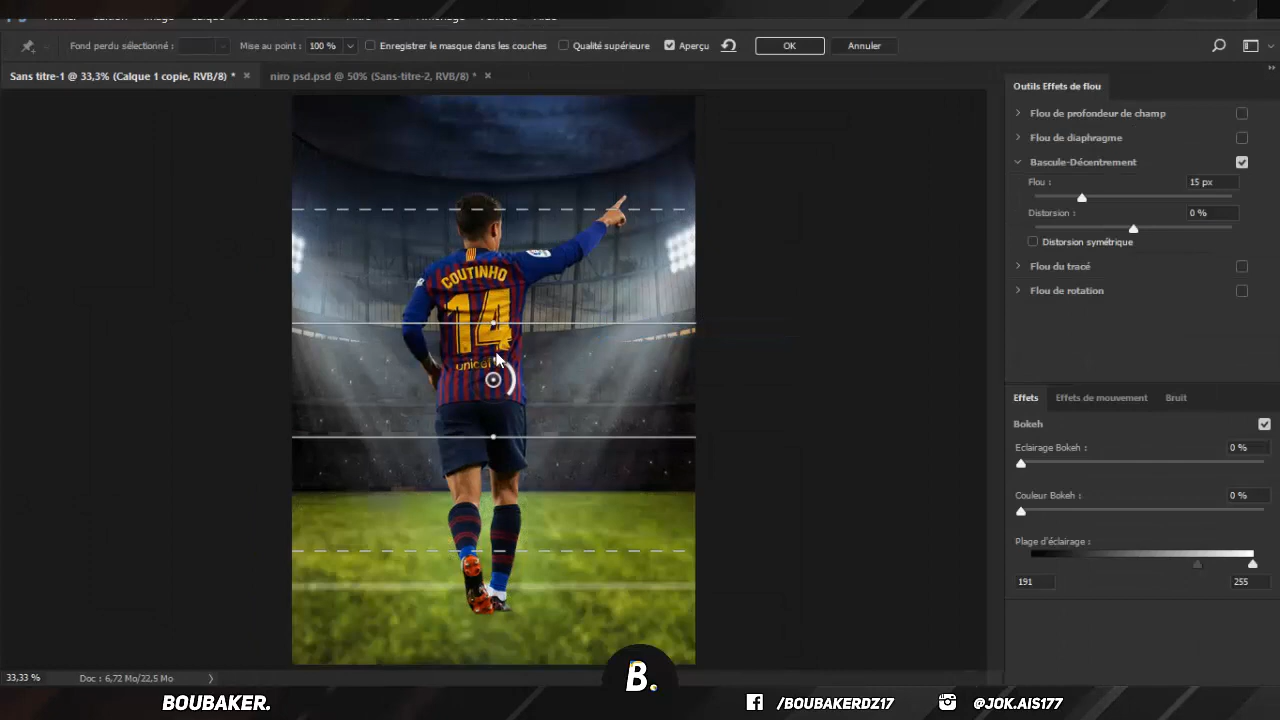 Fond perdu sélectionné :
Mise au point : 100 %
Enregistrer le masque dans les couches
Qualité supérieure
Aperçu
OK
Annuler
Sans titre-1 @ 33,3% (Calque 1 copie, RVB/8) *
niro psd.psd @ 50% (Sans-titre-2, RVB/8) *
Outils Effets de flou
Flou de profondeur de champ
Flou de diaphragme
Bascule-Décentrement
Flou : 15 px
Distorsion : 0 %
Distorsion symétrique
Flou du tracé
Flou de rotation
COUTINHO
14
unicef
Effets
Effets de mouvement
Bruit
Bokeh
Eclairage Bokeh : 0 %
Couleur Bokeh : 0 %
Plage d'éclairage :
191
255
33,33 %
Doc : 6,72 Mo/22,5 Mo
B.
BOUBAKER.
/BOUBAKERDZ17
@JOK.AIS177